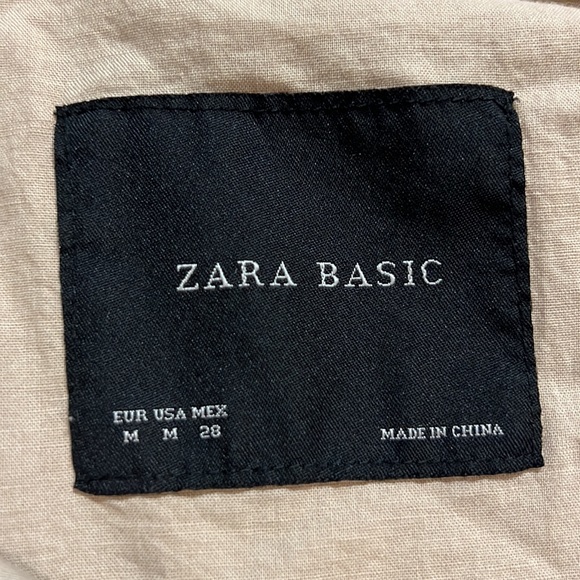 ZARA BASIC
EUR USA MEX
M M 28
MADE IN CHINA